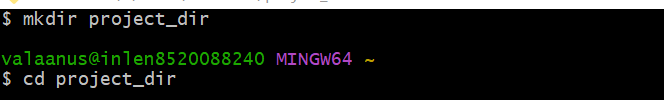 $ mkdir project_dir
valaanus@inlen8520088240 MINGW64 ~
$ cd project_dir